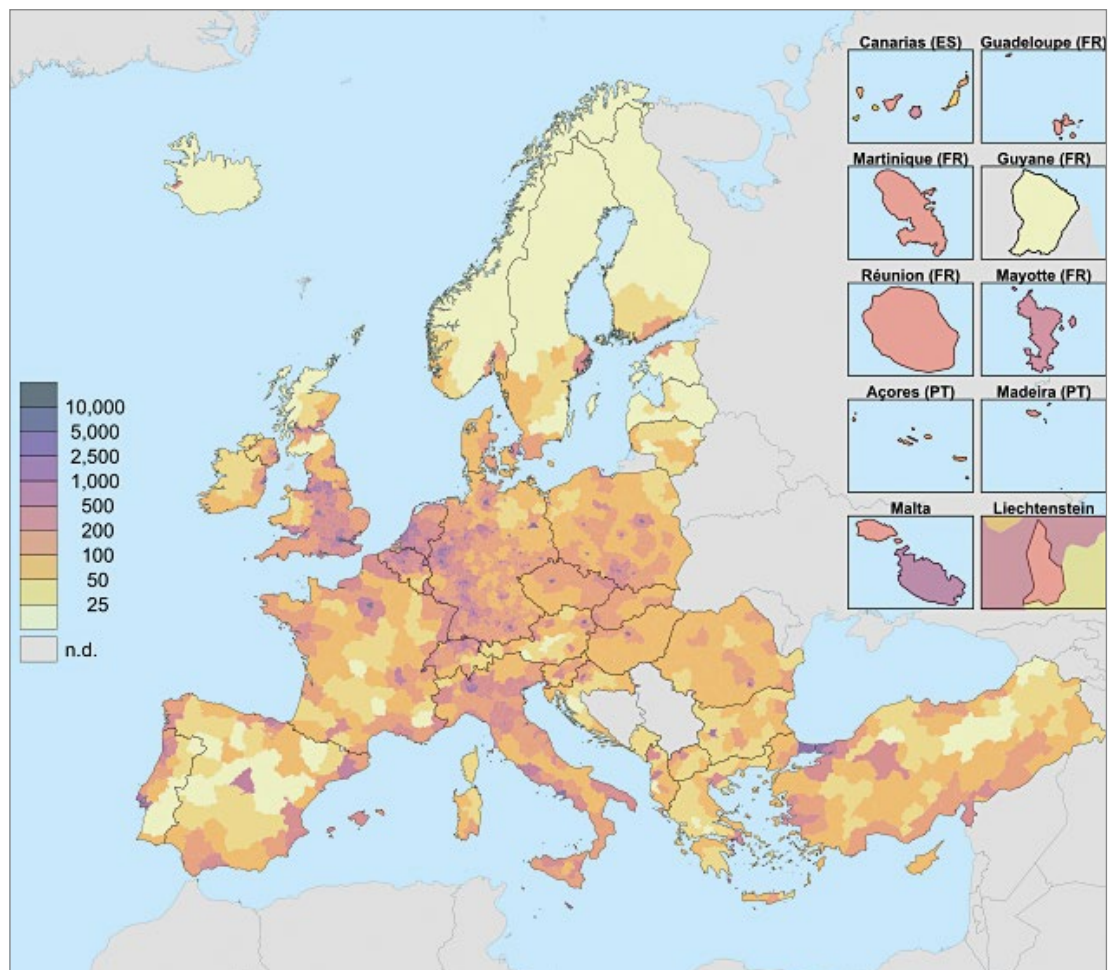 Canarias (ES)
Guadeloupe (FR)
Martinique (FR)
Guyane (FR)
Réunion (FR)
Mayotte (FR)
Açores (PT)
Madeira (PT)
Malta
Liechtenstein
10,000
5,000
2,500
1,000
500
200
100
50
25
n.d.